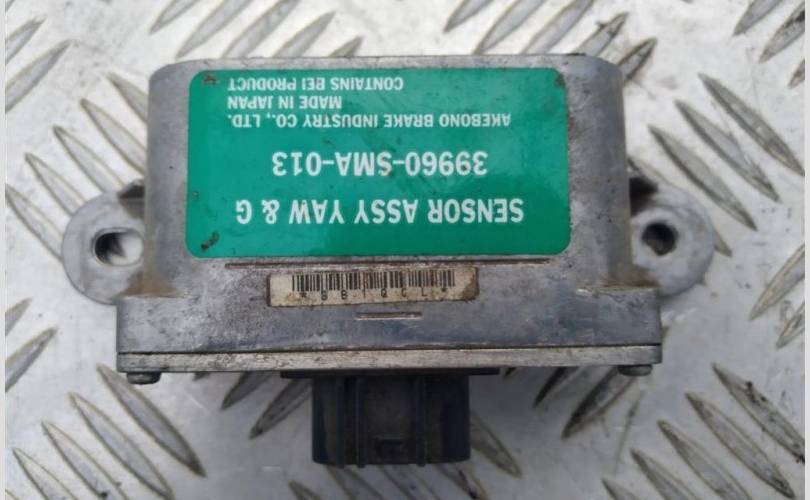 SENSOR ASSY YAW & G
39960-SMA-013
AKEBONO BRAKE INDUSTRY CO., LTD.
MADE IN JAPAN
CONTAINS BEI PRODUCT